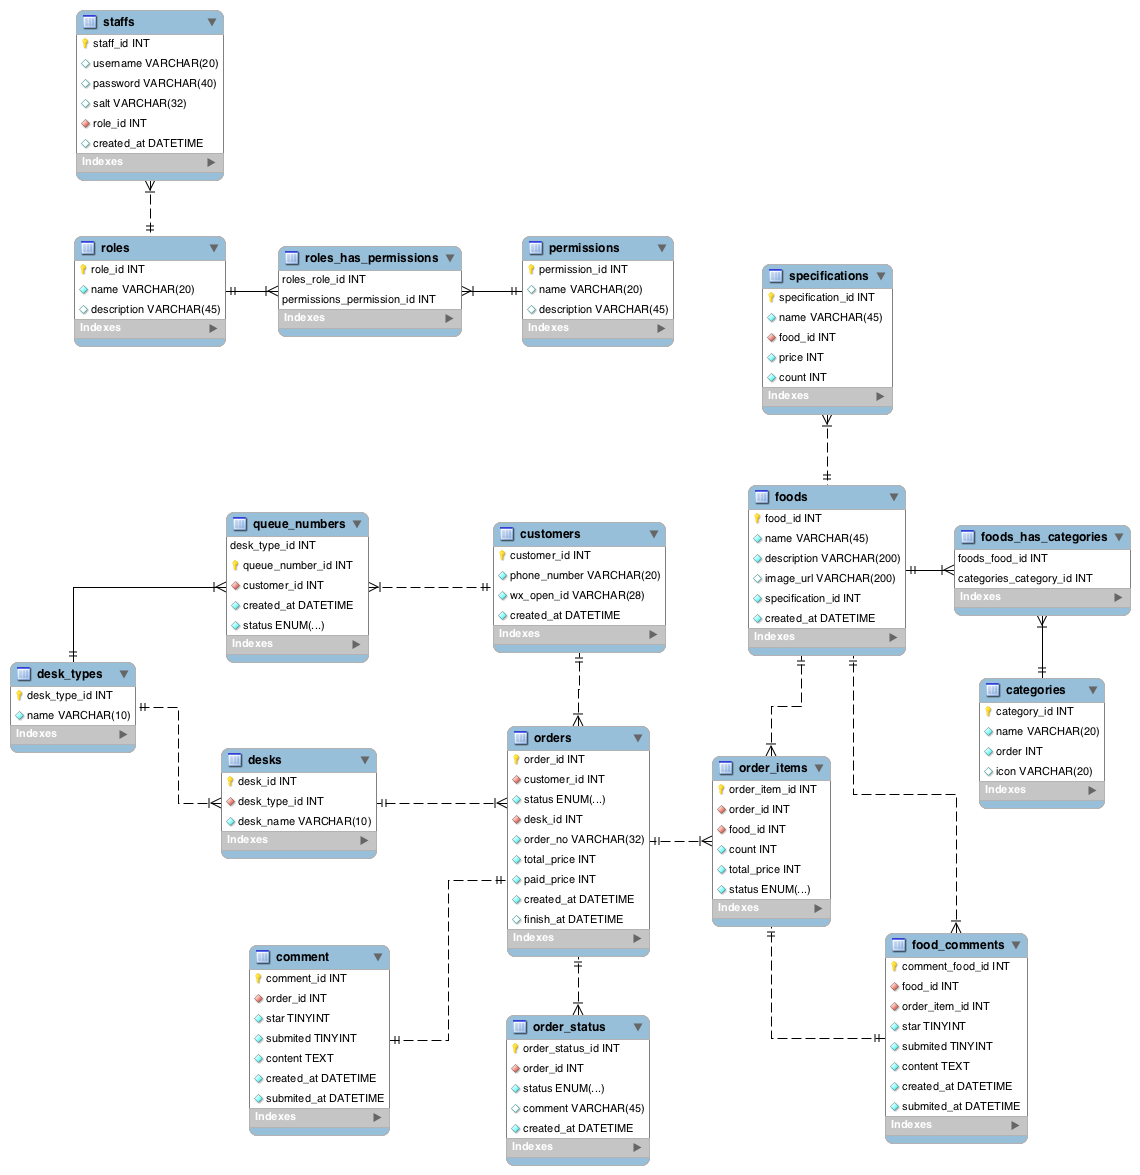 staffs
staff_id INT
username VARCHAR(20)
password VARCHAR(40)
salt VARCHAR(32)
role_id INT
created_at DATETIME
Indexes
roles
role_id INT
name VARCHAR(20)
description VARCHAR(45)
Indexes
roles_has_permissions
roles_role_id INT
permissions_permission_id INT
Indexes
permissions
permission_id INT
name VARCHAR(20)
description VARCHAR(45)
Indexes
specifications
specification_id INT
name VARCHAR(45)
food_id INT
price INT
count INT
Indexes
queue_numbers
desk_type_id INT
queue_number_id INT
customer_id INT
created_at DATETIME
status ENUM(...)
Indexes
customers
customer_id INT
phone_number VARCHAR(20)
wx_open_id VARCHAR(28)
created_at DATETIME
Indexes
foods
food_id INT
name VARCHAR(45)
description VARCHAR(200)
image_url VARCHAR(200)
specification_id INT
created_at DATETIME
Indexes
foods_has_categories
foods_food_id INT
categories_category_id INT
Indexes
desk_types
desk_type_id INT
name VARCHAR(10)
Indexes
categories
category_id INT
name VARCHAR(20)
order INT
icon VARCHAR(20)
Indexes
desks
desk_id INT
desk_type_id INT
desk_name VARCHAR(10)
Indexes
orders
order_id INT
customer_id INT
status ENUM(...)
desk_id INT
order_no VARCHAR(32)
total_price INT
paid_price INT
created_at DATETIME
finish_at DATETIME
Indexes
order_items
order_item_id INT
order_id INT
food_id INT
count INT
total_price INT
status ENUM(...)
Indexes
comment
comment_id INT
order_id INT
star TINYINT
submited TINYINT
content TEXT
created_at DATETIME
submited_at DATETIME
Indexes
order_status
order_status_id INT
order_id INT
status ENUM(...)
comment VARCHAR(45)
created_at DATETIME
Indexes
food_comments
comment_food_id INT
food_id INT
order_item_id INT
star TINYINT
submited TINYINT
content TEXT
created_at DATETIME
submited_at DATETIME
Indexes